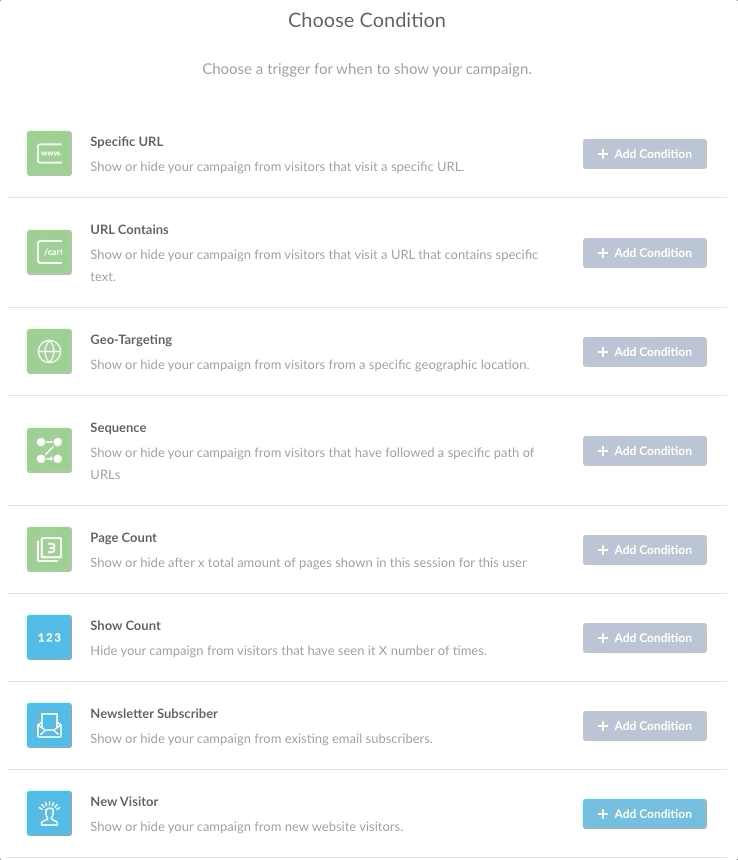 Choose Condition
Choose a trigger for when to show your campaign.
www.
Specific URL
Show or hide your campaign from visitors that visit a specific URL.
+ Add Condition
/cart
URL Contains
Show or hide your campaign from visitors that visit a URL that contains specific
text.
+ Add Condition
Geo-Targeting
Show or hide your campaign from visitors from a specific geographic location.
+ Add Condition
Sequence
Show or hide your campaign from visitors that have followed a specific path of
URLs
+ Add Condition
3
Page Count
Show or hide after x total amount of pages shown in this session for this user
+ Add Condition
123
Show Count
Hide your campaign from visitors that have seen it X number of times.
+ Add Condition
Newsletter Subscriber
Show or hide your campaign from existing email subscribers.
+ Add Condition
New Visitor
Show or hide your campaign from new website visitors.
+ Add Condition